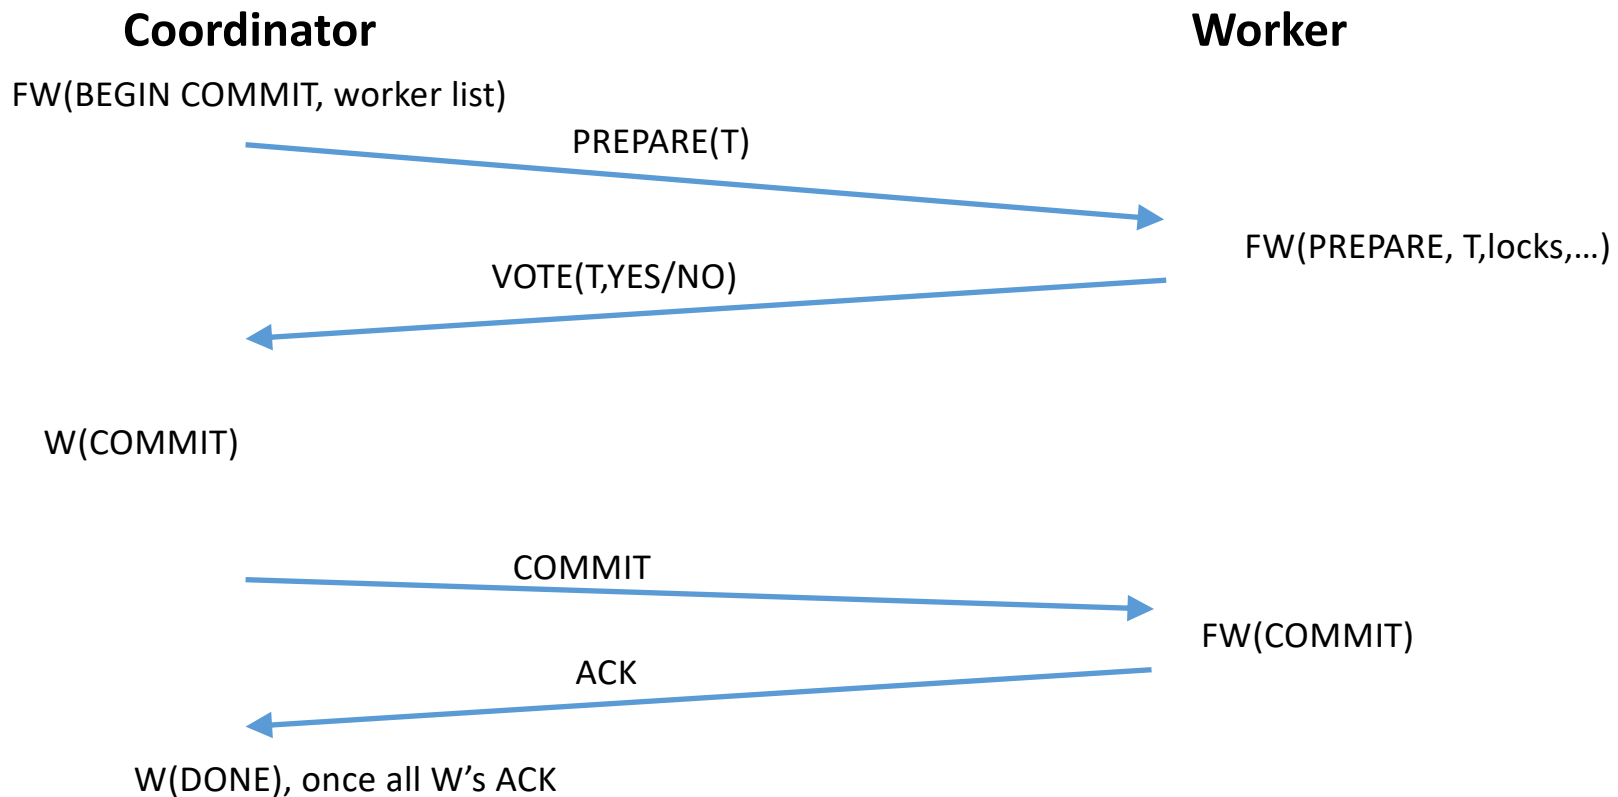 Coordinator
Worker
FW(BEGIN COMMIT, worker list)
PREPARE(T)
FW(PREPARE, T,locks,…)
VOTE(T,YES/NO)
W(COMMIT)
COMMIT
FW(COMMIT)
ACK
W(DONE), once all W’s ACK